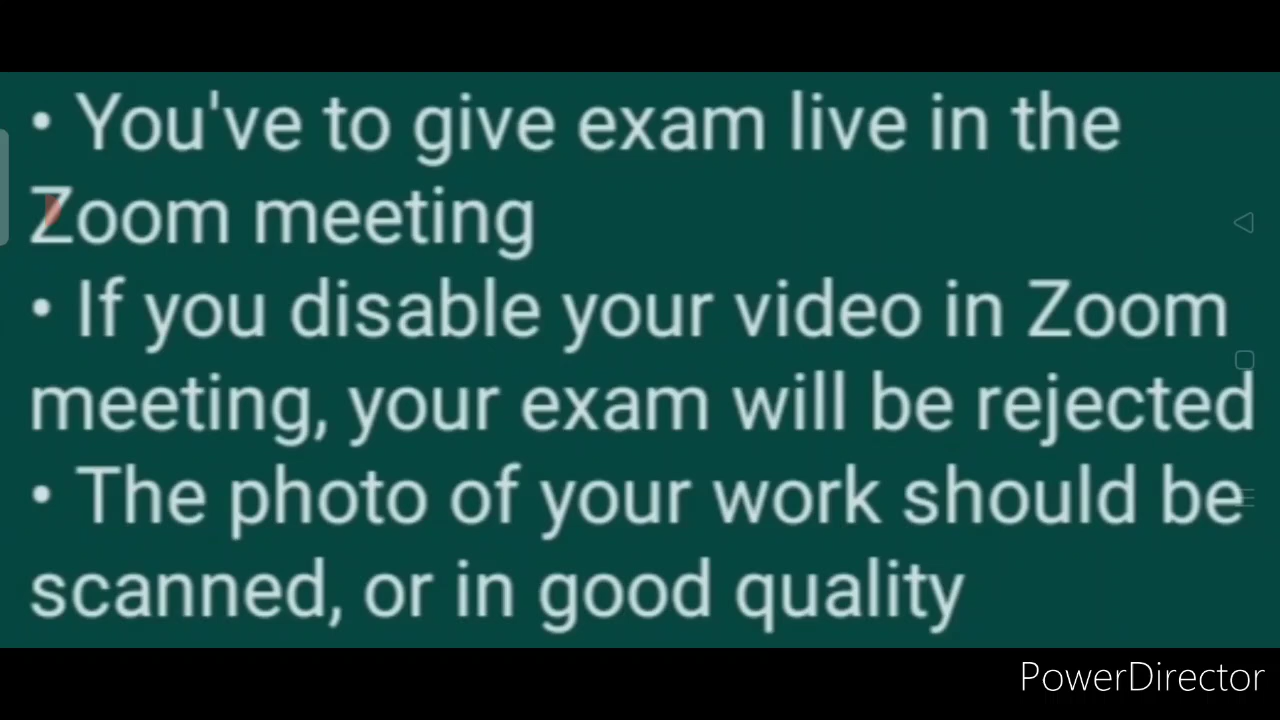 • You've to give exam live in the
Zoom meeting
• If you disable your video in Zoom
meeting, your exam will be rejected
• The photo of your work should be
scanned, or in good quality
PowerDirector